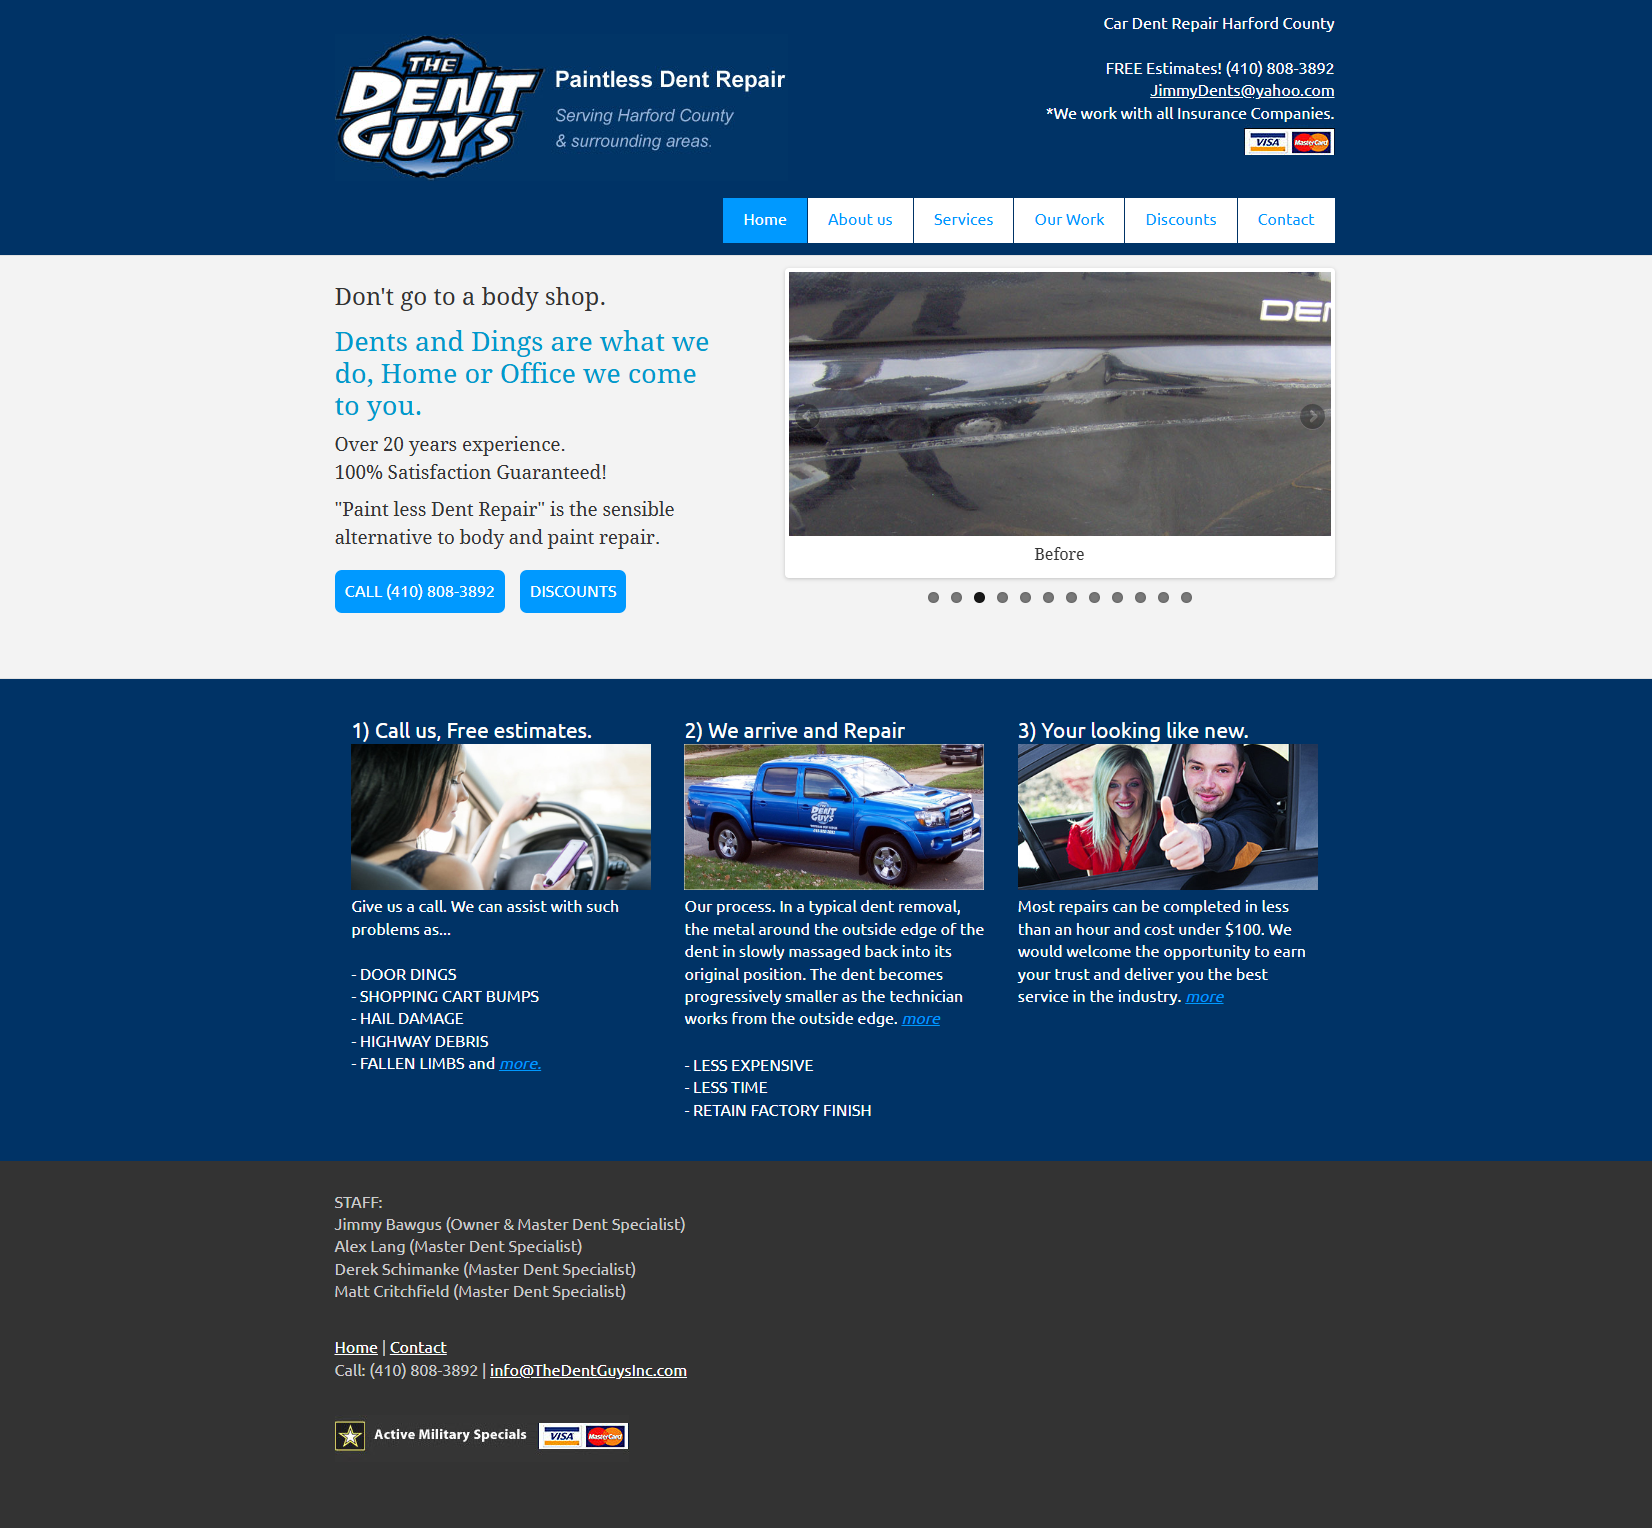 Car Dent Repair Harford County
THE
DENT
GUYS
Paintless Dent Repair
Serving Harford County
& surrounding areas.
FREE Estimates! (410) 808-3892
JimmyDents@yahoo.com
*We work with all Insurance Companies.
VISA MasterCard
Home About us Services Our Work Discounts Contact
Don't go to a body shop.
Dents and Dings are what we
do, Home or Office we come
to you.
Over 20 years experience.
100% Satisfaction Guaranteed!
"Paint less Dent Repair" is the sensible
alternative to body and paint repair.
CALL (410) 808-3892 DISCOUNTS
DEN
Before
1) Call us, Free estimates.
Give us a call. We can assist with such
problems as...
- DOOR DINGS
- SHOPPING CART BUMPS
- HAIL DAMAGE
- HIGHWAY DEBRIS
- FALLEN LIMBS and more.
2) We arrive and Repair
THE
DENT
GUYS
Our process. In a typical dent removal,
the metal around the outside edge of the
dent in slowly massaged back into its
original position. The dent becomes
progressively smaller as the technician
works from the outside edge. more
- LESS EXPENSIVE
- LESS TIME
- RETAIN FACTORY FINISH
3) Your looking like new.
Most repairs can be completed in less
than an hour and cost under $100. We
would welcome the opportunity to earn
your trust and deliver you the best
service in the industry. more
STAFF:
Jimmy Bawgus (Owner & Master Dent Specialist)
Alex Lang (Master Dent Specialist)
Derek Schimanke (Master Dent Specialist)
Matt Critchfield (Master Dent Specialist)
Home | Contact
Call: (410) 808-3892 | info@TheDentGuysInc.com
Active Military Specials VISA MasterCard